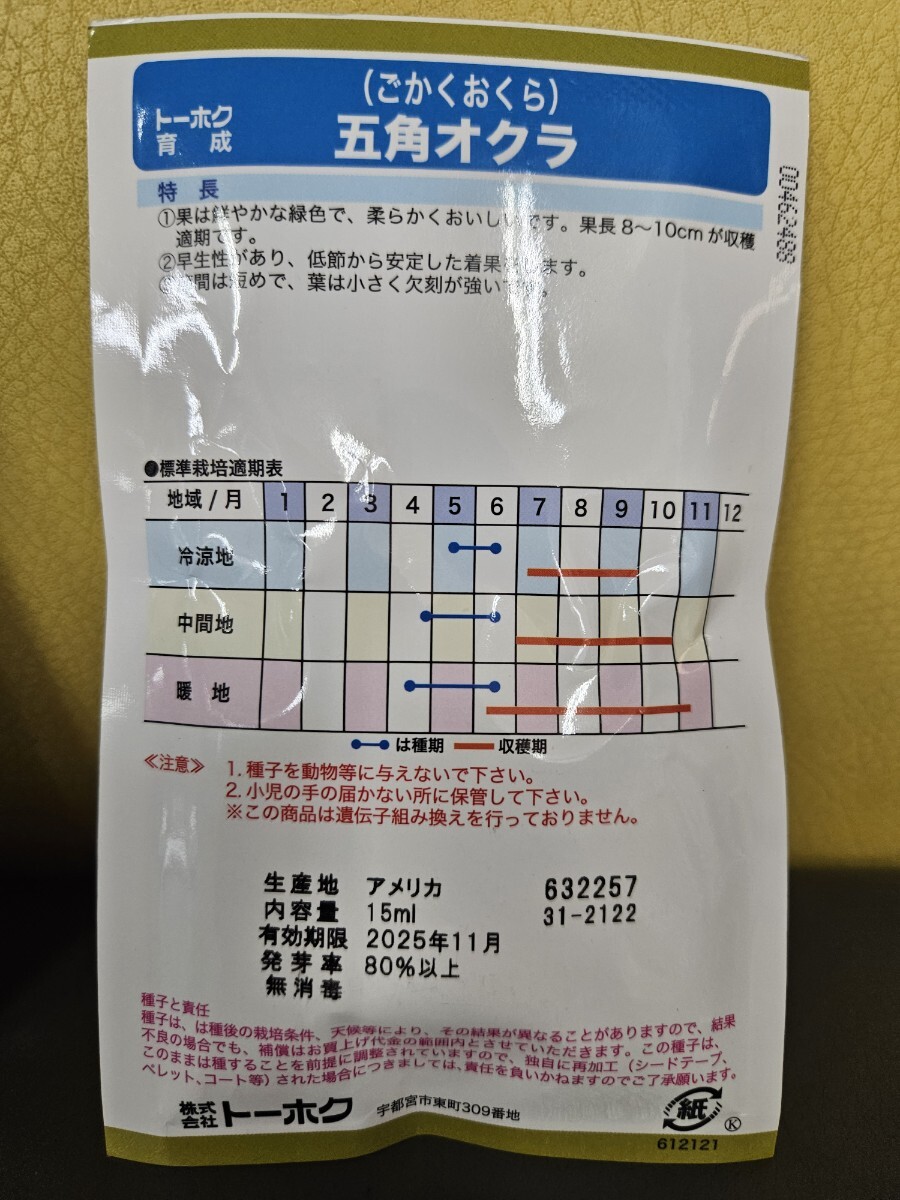 (ごかくおくら)
トーホク
育成
五角オクラ
00462488
特長
①果は鮮やかな緑色で、柔らかくおいしいです。果長8〜10cmが収穫
適期です。
②早生性があり、低節から安定した着果をします。
間は短めで、葉は小さく欠刻が強い
●標準栽培適期表
地域/月 1 2 3 4 5 6 7 8 9 10 11 12
冷涼地
中間地
暖地
は種期 収穫期
≪注意≫ 1.種子を動物等に与えないで下さい。
2.小児の手の届かない所に保管して下さい。
※この商品は遺伝子組み換えを行っておりません。
生産地 アメリカ 632257
内容量 15ml 31-2122
有効期限 2025年11月
発芽率 80%以上
無消毒
種子と責任
種子は、は種後の栽培条件、天候等により、その結果が異なることがありますので、結果
不良の場合でも、補償はお買上げ代金の範囲内とさせていただきます。この種子は、
このままは種することを前提に調整されていますので、独自に再加工(シードテープ、
ペレット、コート等)された場合につきましては、責任を負いかねますのでご了承願います。
株式会社 トーホク 宇都宮市東町309番地
紙 Ⓚ
612121